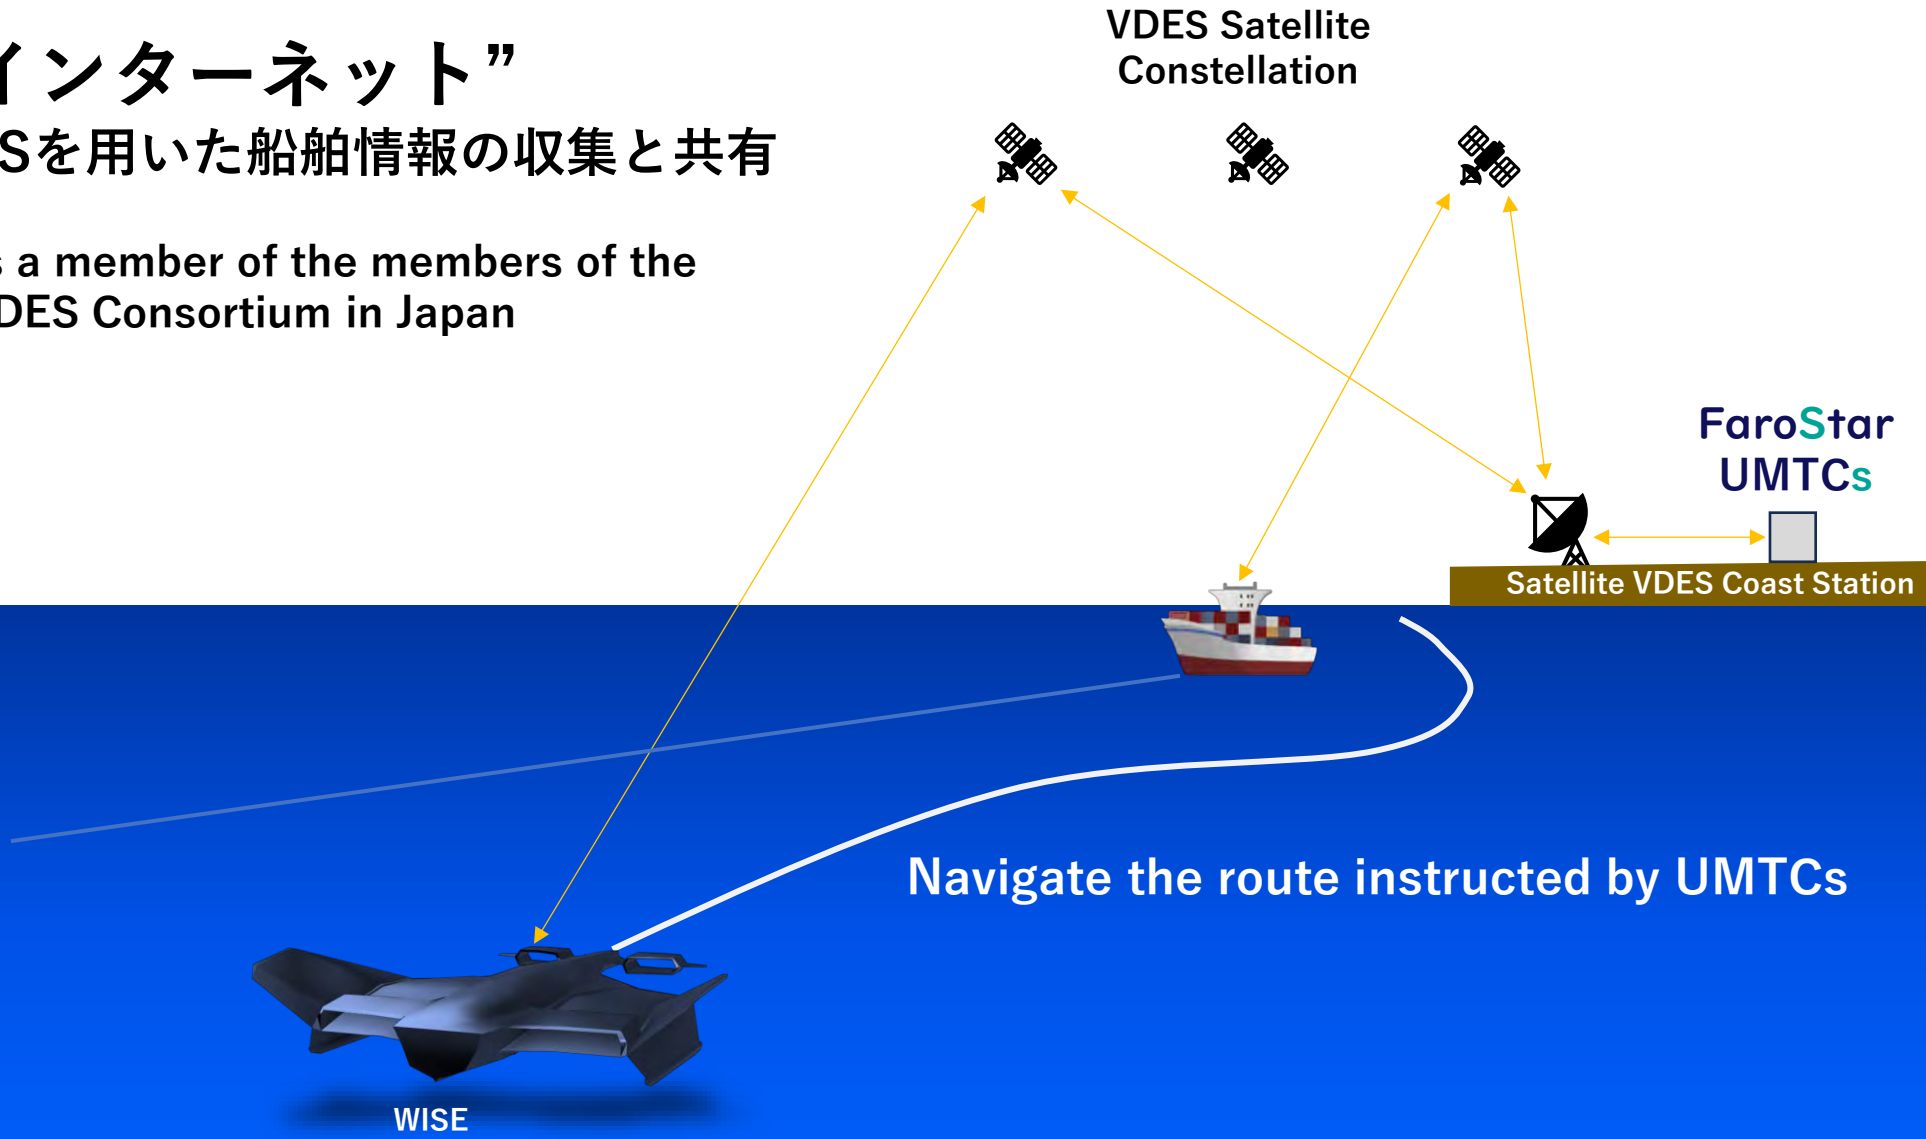 インターネット”
Sを用いた船舶情報の収集と共有
s a member of the members of the
DES Consortium in Japan
VDES Satellite
Constellation
FaroStar
UMTCs
Satellite VDES Coast Station
Navigate the route instructed by UMTCs
WISE